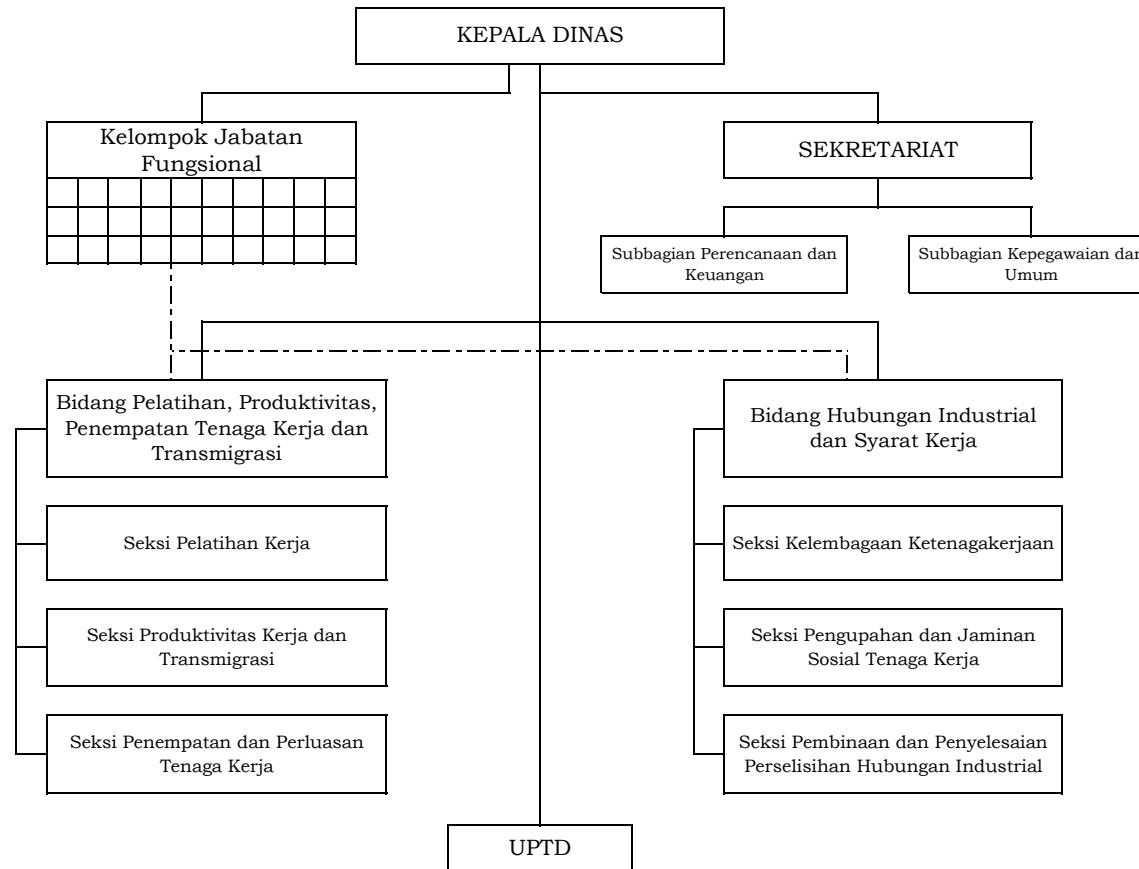 KEPALA DINAS
Kelompok Jabatan
Fungsional
SEKRETARIAT
Subbagian Perencanaan dan
Keuangan
Subbagian Kepegawaian dan
Umum
Bidang Pelatihan, Produktivitas,
Penempatan Tenaga Kerja dan
Transmigrasi
Bidang Hubungan Industrial
dan Syarat Kerja
Seksi Pelatihan Kerja
Seksi Kelembagaan Ketenagakerjaan
Seksi Produktivitas Kerja dan
Transmigrasi
Seksi Pengupahan dan Jaminan
Sosial Tenaga Kerja
Seksi Penempatan dan Perluasan
Tenaga Kerja
Seksi Pembinaan dan Penyelesaian
Perselisihan Hubungan Industrial
UPTD